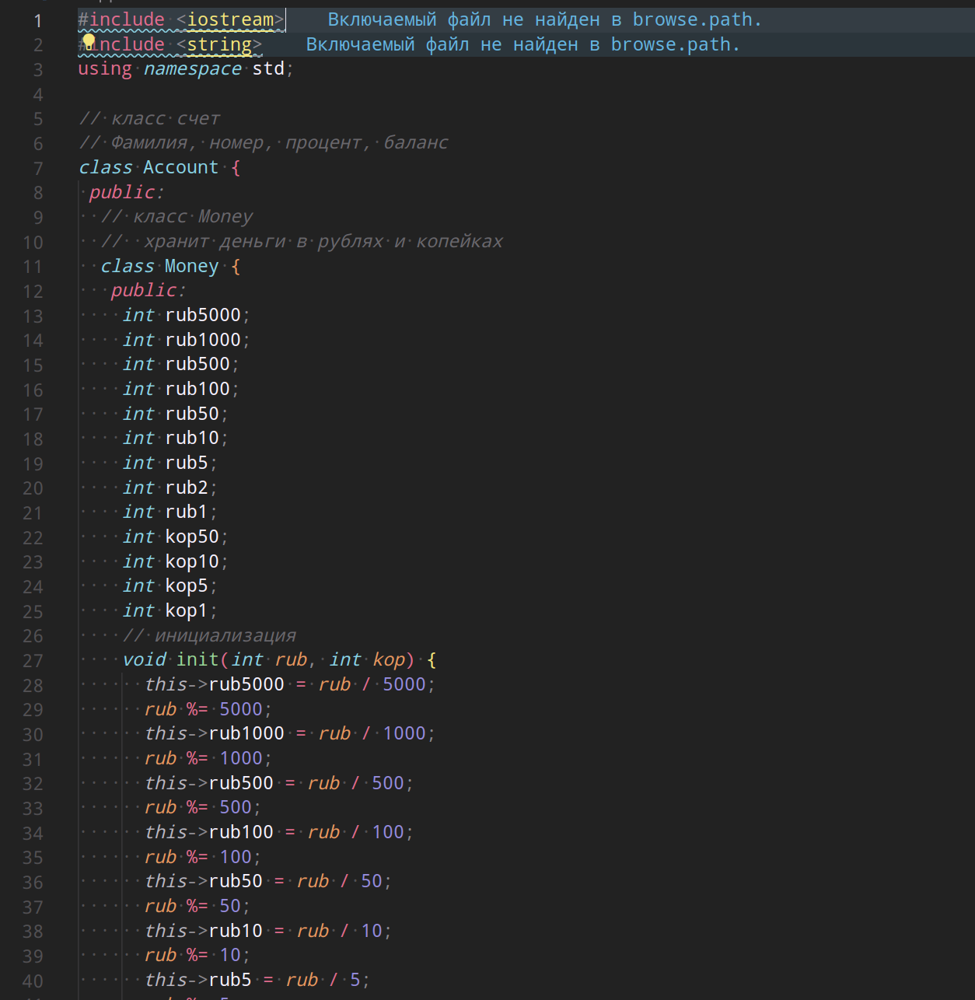 1 #include <iostream> Включаемый файл не найден в browse.path.
2 #include <string> Включаемый файл не найден в browse.path.
3 using namespace std;
4
5 // класс счет
6 // Фамилия, номер, процент, баланс
7 class Account {
8  public:
9   // класс Money
10   //  хранит деньги в рублях и копейках
11   class Money {
12    public:
13     int rub5000;
14     int rub1000;
15     int rub500;
16     int rub100;
17     int rub50;
18     int rub10;
19     int rub5;
20     int rub2;
21     int rub1;
22     int kop50;
23     int kop10;
24     int kop5;
25     int kop1;
26     // инициализация
27     void init(int rub, int kop) {
28       this->rub5000 = rub / 5000;
29       rub %= 5000;
30       this->rub1000 = rub / 1000;
31       rub %= 1000;
32       this->rub500 = rub / 500;
33       rub %= 500;
34       this->rub100 = rub / 100;
35       rub %= 100;
36       this->rub50 = rub / 50;
37       rub %= 50;
38       this->rub10 = rub / 10;
39       rub %= 10;
40       this->rub5 = rub / 5;